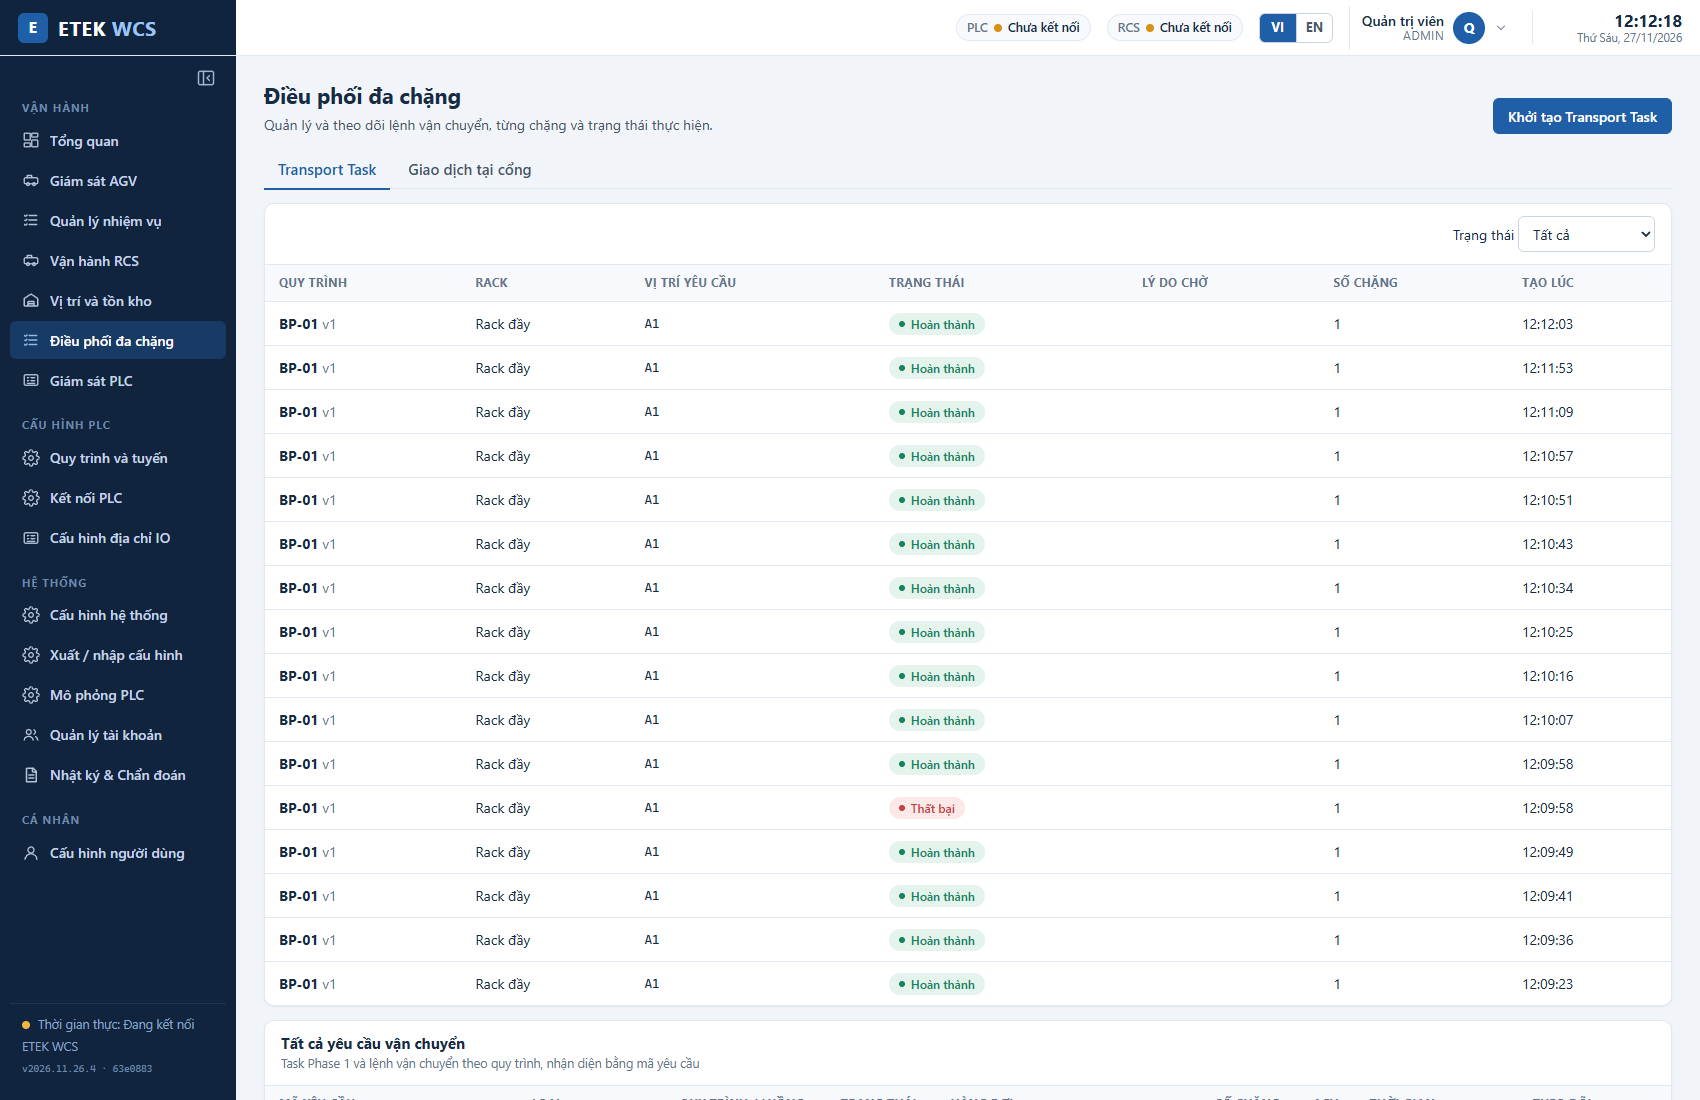 E ETEK WCS
PLC Chưa kết nối RCS Chưa kết nối VI EN Quản trị viên ADMIN Q 12:12:18 Thứ Sáu, 27/11/2026
VẬN HÀNH
Tổng quan
Giám sát AGV
Quản lý nhiệm vụ
Vận hành RCS
Vị trí và tồn kho
Điều phối đa chặng
Giám sát PLC
CẤU HÌNH PLC
Quy trình và tuyến
Kết nối PLC
Cấu hình địa chỉ IO
HỆ THỐNG
Cấu hình hệ thống
Xuất / nhập cấu hình
Mô phỏng PLC
Quản lý tài khoản
Nhật ký & Chẩn đoán
CÁ NHÂN
Cấu hình người dùng
Thời gian thực: Đang kết nối
ETEK WCS
v2026.11.26.4 · 63e0883
Điều phối đa chặng
Quản lý và theo dõi lệnh vận chuyển, từng chặng và trạng thái thực hiện.
Khởi tạo Transport Task
Transport Task Giao dịch tại cổng
Trạng thái Tất cả
QUY TRÌNH RACK VỊ TRÍ YÊU CẦU TRẠNG THÁI LÝ DO CHỜ SỐ CHẶNG TẠO LÚC
BP-01 v1 Rack đầy A1 Hoàn thành 1 12:12:03
BP-01 v1 Rack đầy A1 Hoàn thành 1 12:11:53
BP-01 v1 Rack đầy A1 Hoàn thành 1 12:11:09
BP-01 v1 Rack đầy A1 Hoàn thành 1 12:10:57
BP-01 v1 Rack đầy A1 Hoàn thành 1 12:10:51
BP-01 v1 Rack đầy A1 Hoàn thành 1 12:10:43
BP-01 v1 Rack đầy A1 Hoàn thành 1 12:10:34
BP-01 v1 Rack đầy A1 Hoàn thành 1 12:10:25
BP-01 v1 Rack đầy A1 Hoàn thành 1 12:10:16
BP-01 v1 Rack đầy A1 Hoàn thành 1 12:10:07
BP-01 v1 Rack đầy A1 Hoàn thành 1 12:09:58
BP-01 v1 Rack đầy A1 Thất bại 1 12:09:58
BP-01 v1 Rack đầy A1 Hoàn thành 1 12:09:49
BP-01 v1 Rack đầy A1 Hoàn thành 1 12:09:41
BP-01 v1 Rack đầy A1 Hoàn thành 1 12:09:36
BP-01 v1 Rack đầy A1 Hoàn thành 1 12:09:23
Tất cả yêu cầu vận chuyển
Task Phase 1 và lệnh vận chuyển theo quy trình, nhận diện bằng mã yêu cầu